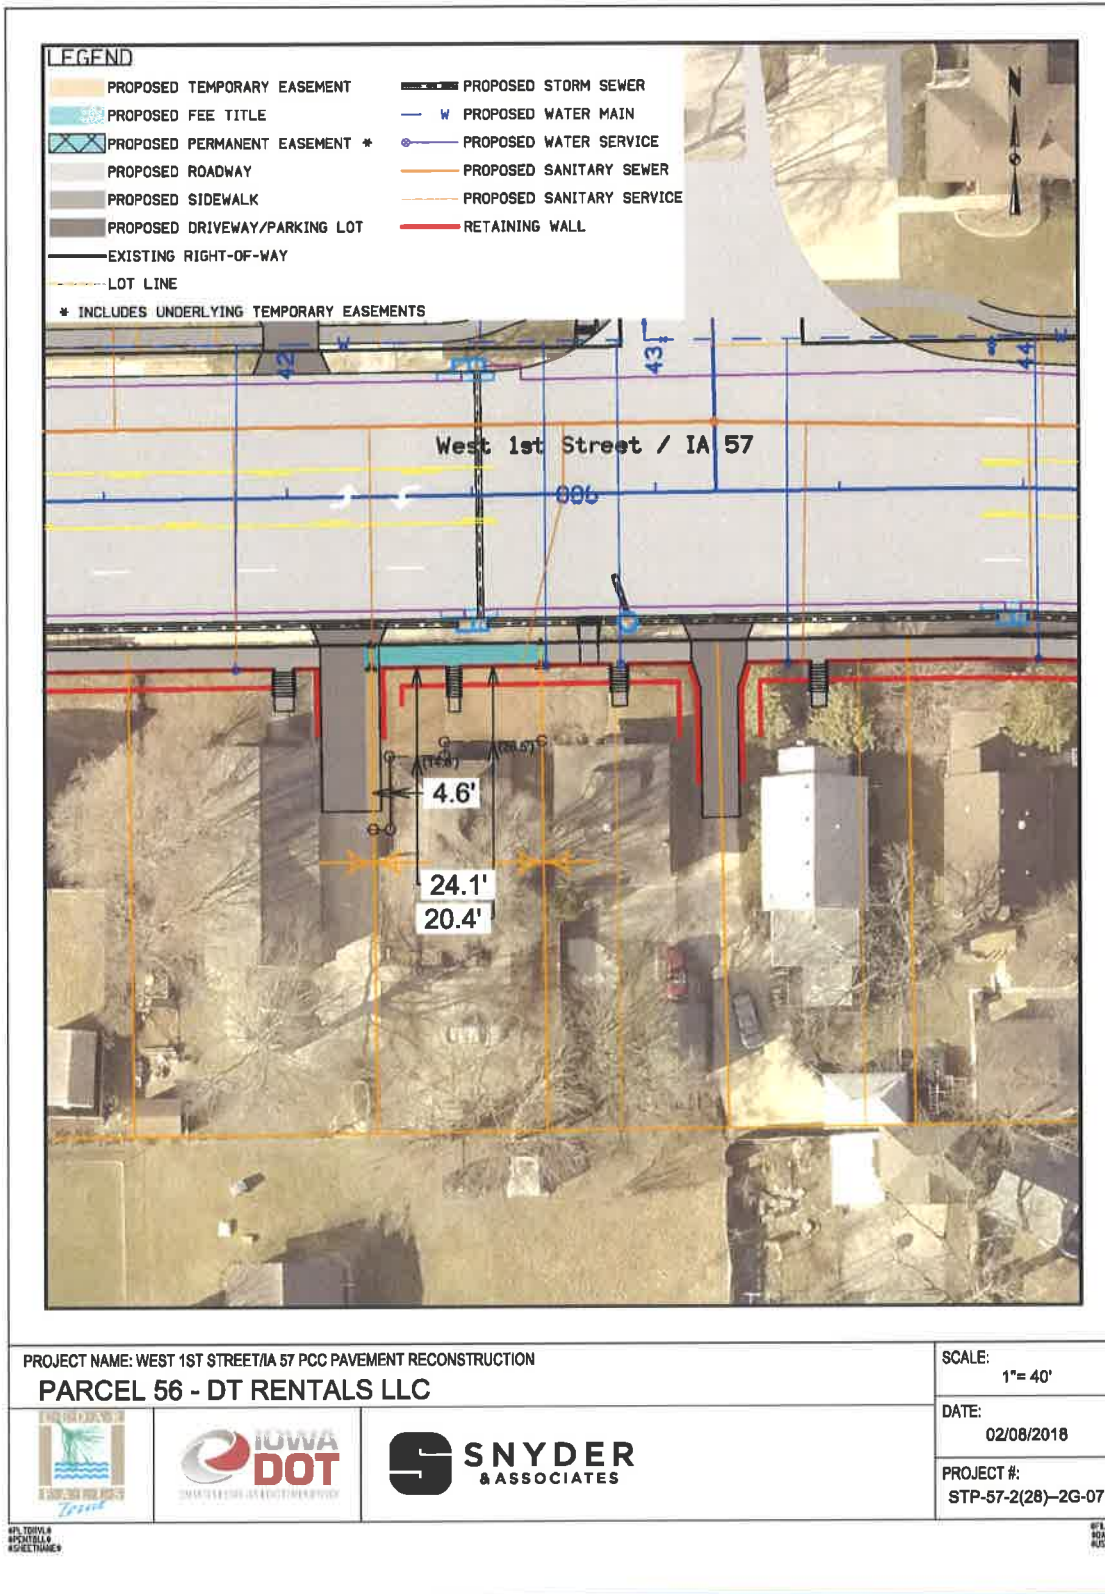 LEGEND
PROPOSED TEMPORARY EASEMENT
PROPOSED FEE TITLE
PROPOSED PERMANENT EASEMENT *
PROPOSED ROADWAY
PROPOSED SIDEWALK
PROPOSED DRIVEWAY/PARKING LOT
EXISTING RIGHT-OF-WAY
LOT LINE
* INCLUDES UNDERLYING TEMPORARY EASEMENTS
PROPOSED STORM SEWER
W PROPOSED WATER MAIN
PROPOSED WATER SERVICE
PROPOSED SANITARY SEWER
PROPOSED SANITARY SERVICE
RETAINING WALL
N
W
42
43
44
W
West 1st Street / IA 57
900
4.6'
24.1'
20.4'
PROJECT NAME: WEST 1ST STREET/IA 57 PCC PAVEMENT RECONSTRUCTION
PARCEL 56 - DT RENTALS LLC
SCALE:
1"= 40'
DATE:
02/08/2018
PROJECT #:
STP-57-2(28)--2G-07
IOWA
DOT
SNYDER
& ASSOCIATES